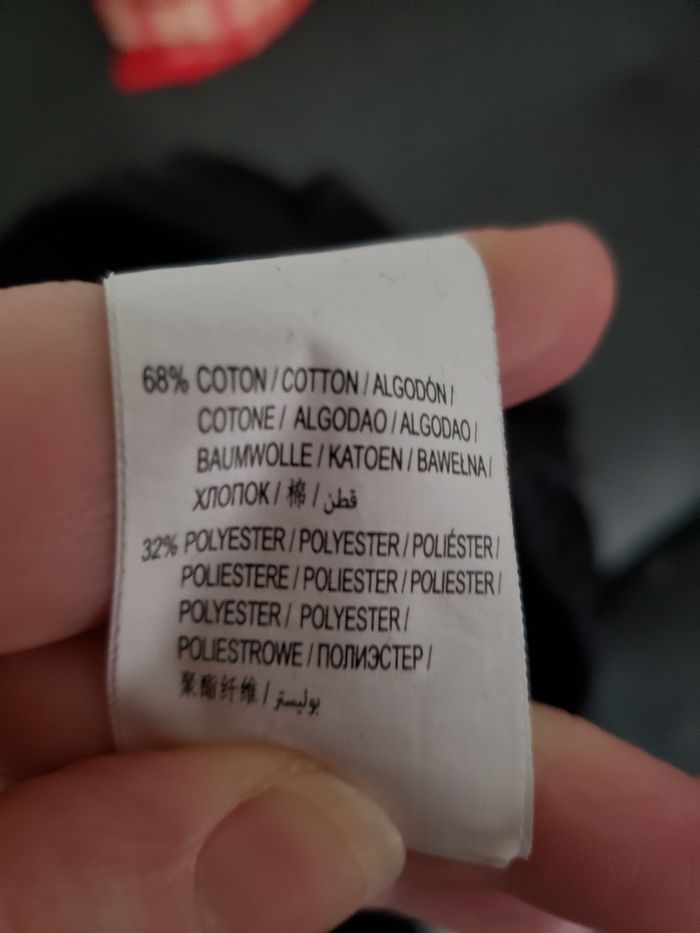 68% COTON / COTTON / ALGODÓN /
COTONE / ALGODAO / ALGODAO /
BAUMWOLLE / KATOEN / BAWEŁNA /
ХЛОПОК / 棉 / قطن
32% POLYESTER / POLYESTER / POLIÉSTER /
POLIESTERE / POLIESTER / POLIESTER /
POLYESTER / POLYESTER /
POLIESTROWE / ПОЛИЭСТЕР /
聚酯纤维 / بوليستر